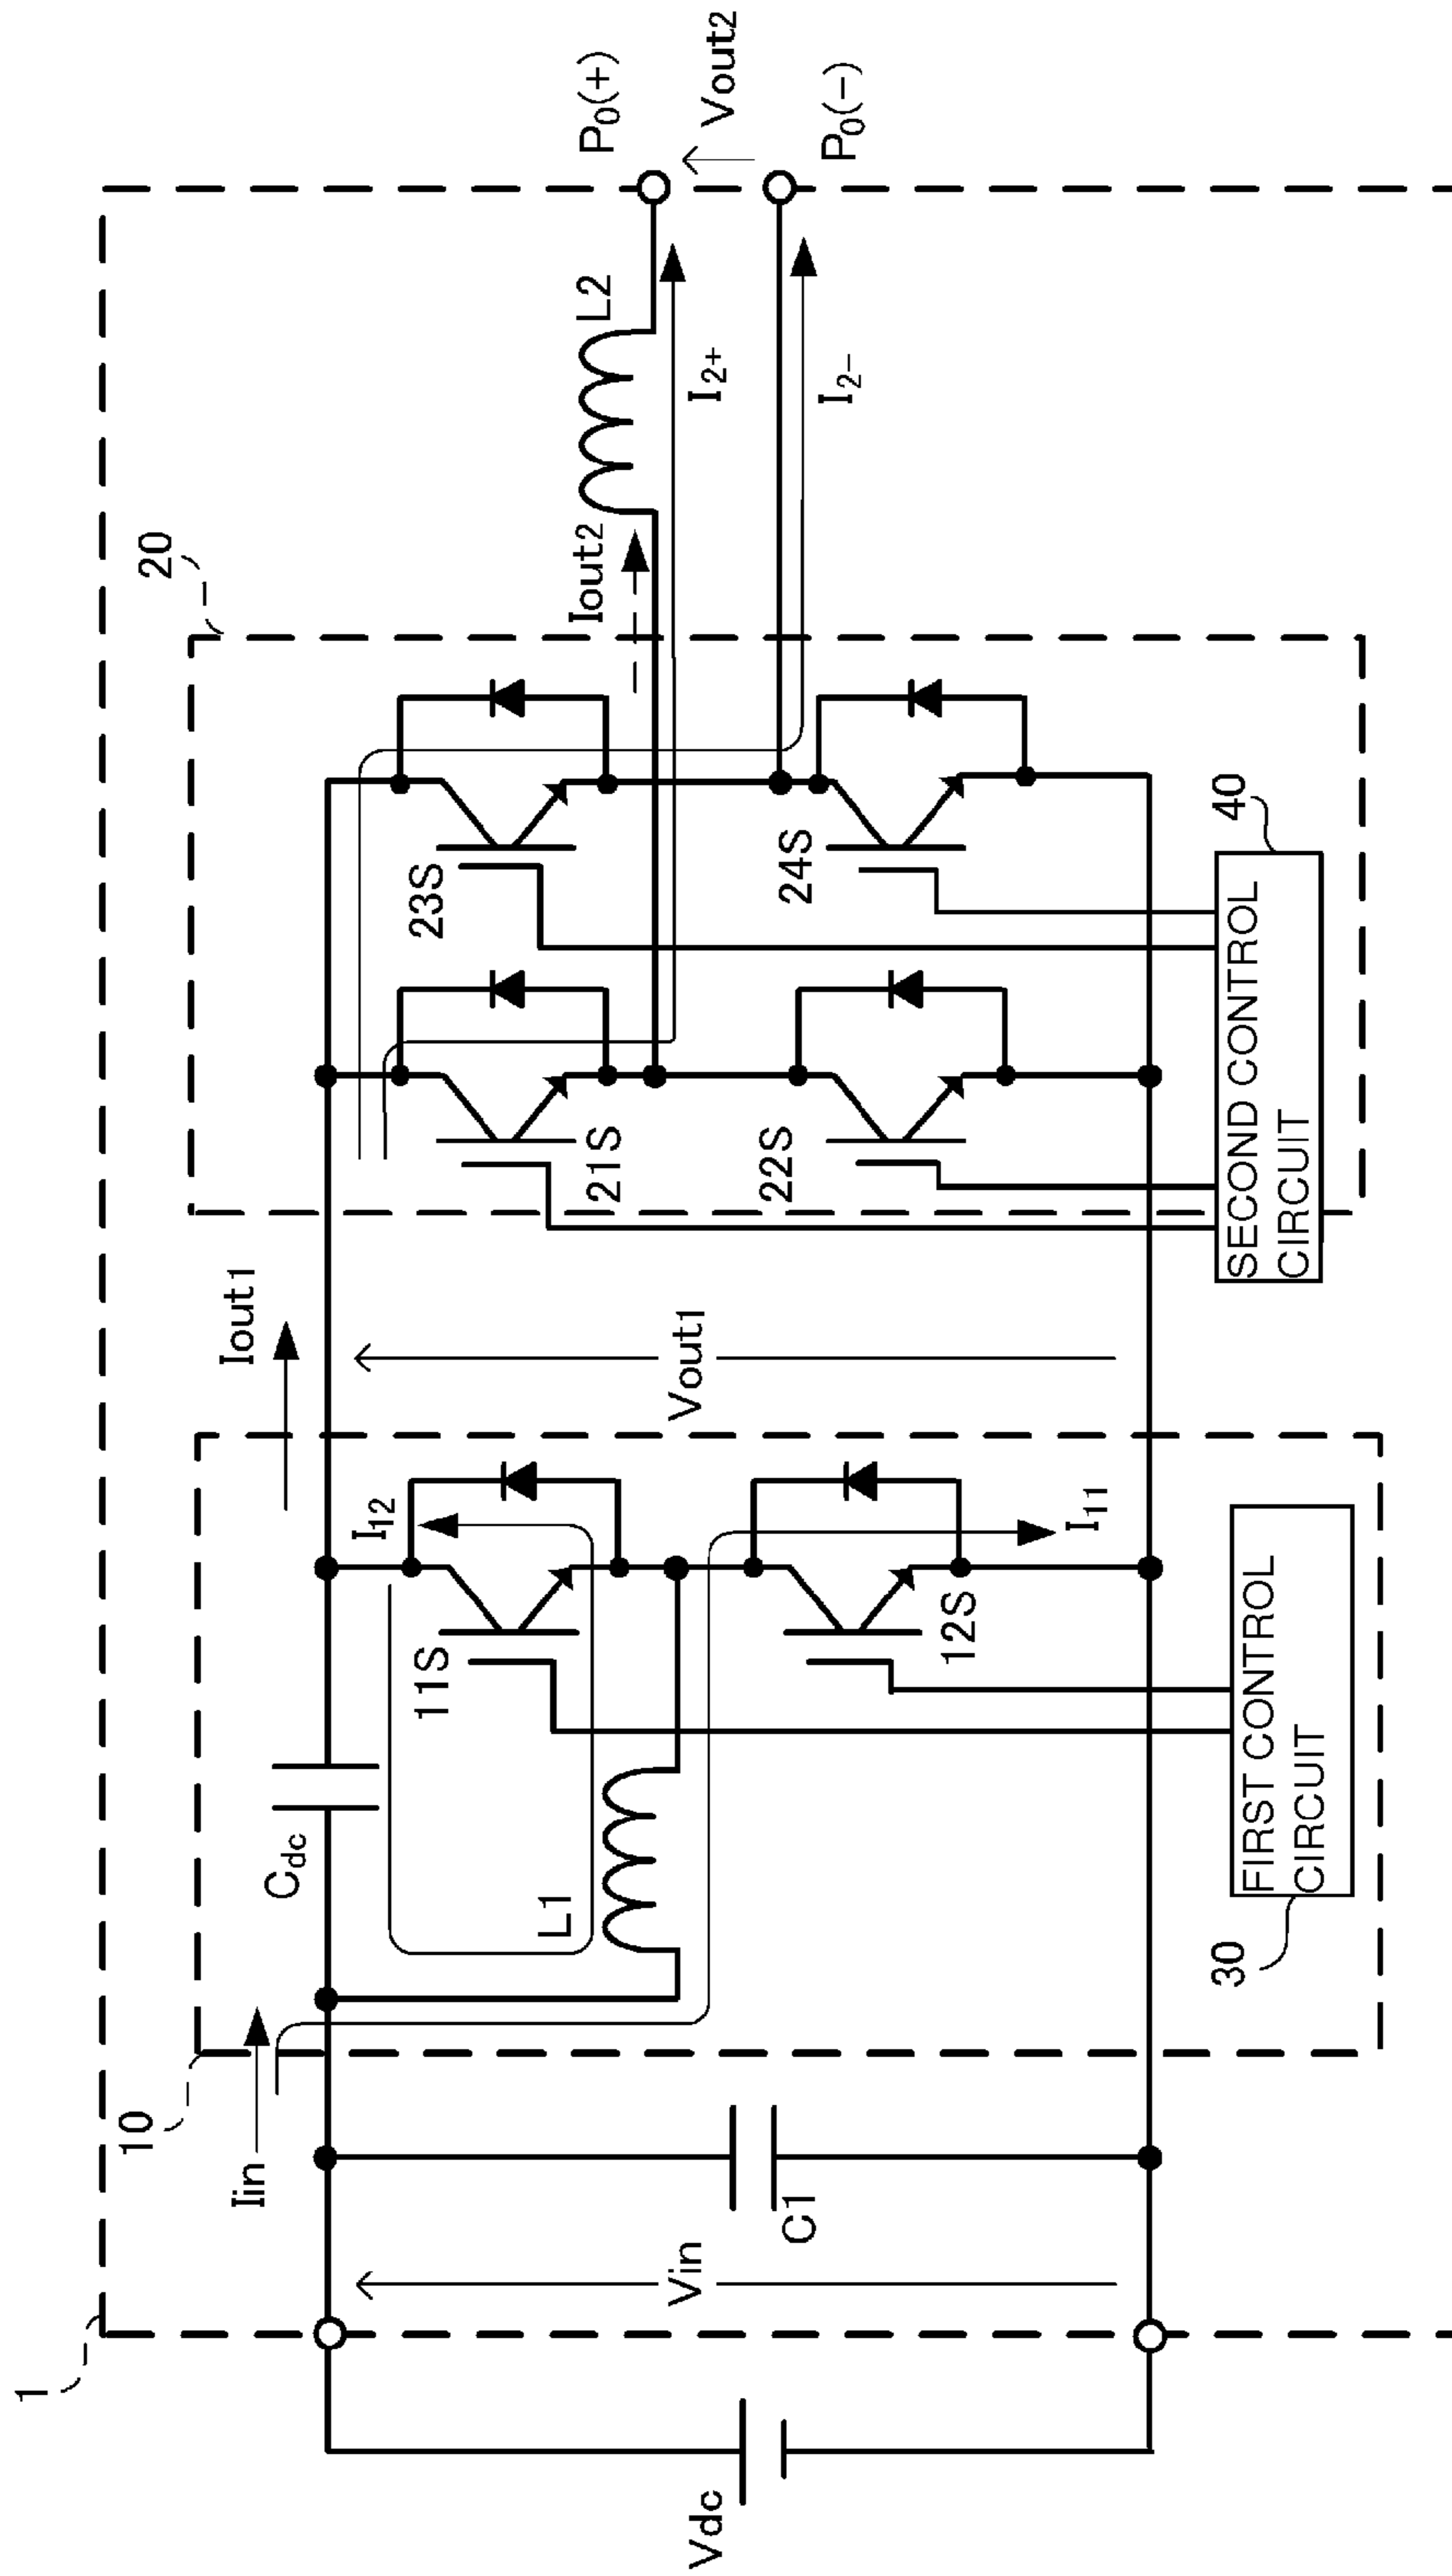 1
10
20
Iin
Iout1
Cdc
I12
11S
L1
12S
I11
Vin
C1
Vdc
Vout1
30
FIRST CONTROL
CIRCUIT
21S
22S
23S
24S
40
SECOND CONTROL
CIRCUIT
Iout2
L2
I2+
I2−
P0(+)
Vout2
P0(−)